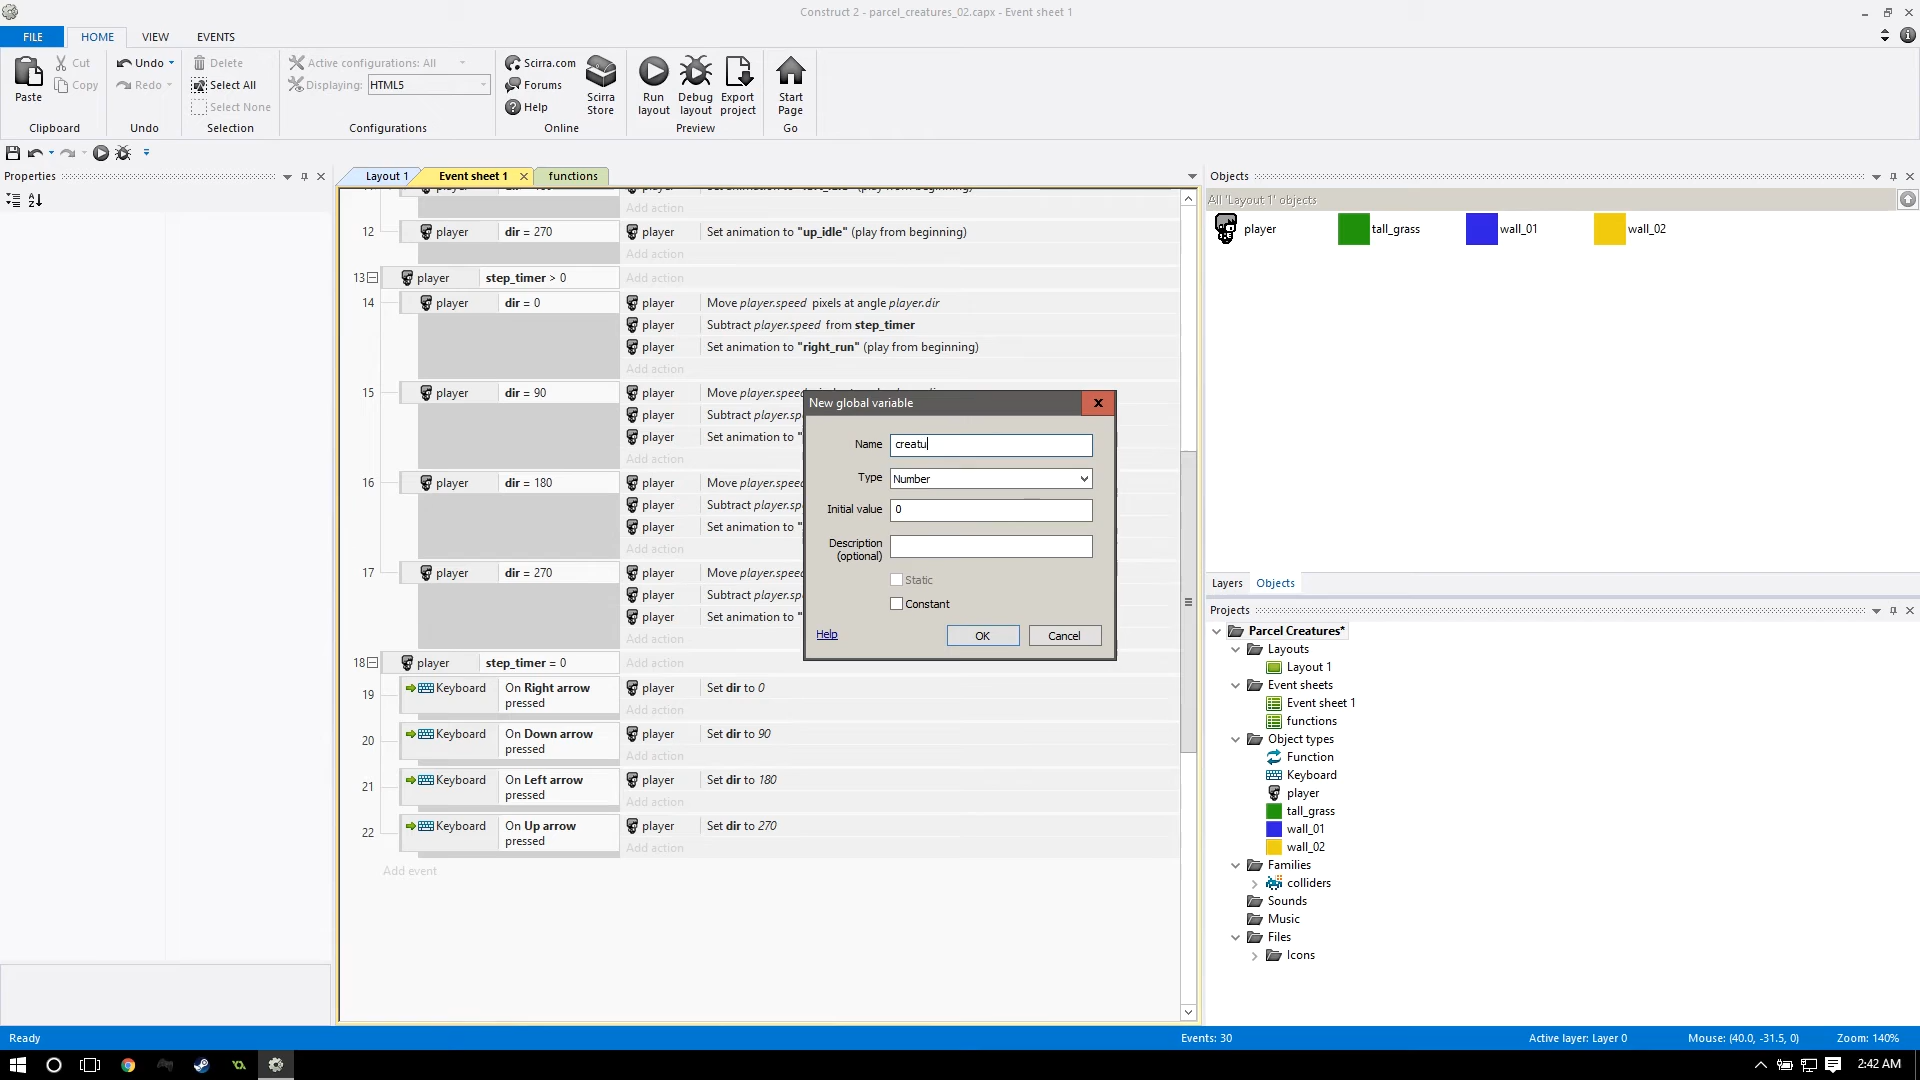 Construct 2 - parcel_creatures_02.capx - Event sheet 1
FILE HOME VIEW EVENTS
Paste
Cut
Copy
Clipboard
Undo
Redo
Undo
Delete
Select All
Select None
Selection
Active configurations: All
Displaying: HTML5
Configurations
Scirra.com
Forums
Help
Scirra Store
Online
Run layout
Debug layout
Export project
Preview
Start Page
Go
Properties
Layout 1 Event sheet 1 functions
Add action
12 player dir = 270 player Set animation to "up_idle" (play from beginning)
Add action
13 player step_timer > 0 Add action
14 player dir = 0 player Move player.speed pixels at angle player.dir
player Subtract player.speed from step_timer
player Set animation to "right_run" (play from beginning)
Add action
15 player dir = 90 player Move player.speed
player Subtract player.sp
player Set animation to "
Add action
16 player dir = 180 player Move player.speed
player Subtract player.sp
player Set animation to "
Add action
17 player dir = 270 player Move player.speed
player Subtract player.sp
player Set animation to "
Add action
18 player step_timer = 0 Add action
19 Keyboard On Right arrow pressed player Set dir to 0
Add action
20 Keyboard On Down arrow pressed player Set dir to 90
Add action
21 Keyboard On Left arrow pressed player Set dir to 180
Add action
22 Keyboard On Up arrow pressed player Set dir to 270
Add action
Add event
New global variable
X
Name creatu
Type Number
Initial value 0
Description (optional)
Static
Constant
Help OK Cancel
Objects
All 'Layout 1' objects
player tall_grass wall_01 wall_02
Layers Objects
Projects
Parcel Creatures*
Layouts
Layout 1
Event sheets
Event sheet 1
functions
Object types
Function
Keyboard
player
tall_grass
wall_01
wall_02
Families
colliders
Sounds
Music
Files
Icons
Ready Events: 30 Active layer: Layer 0 Mouse: (40.0, -31.5, 0) Zoom: 140%
2:42 AM